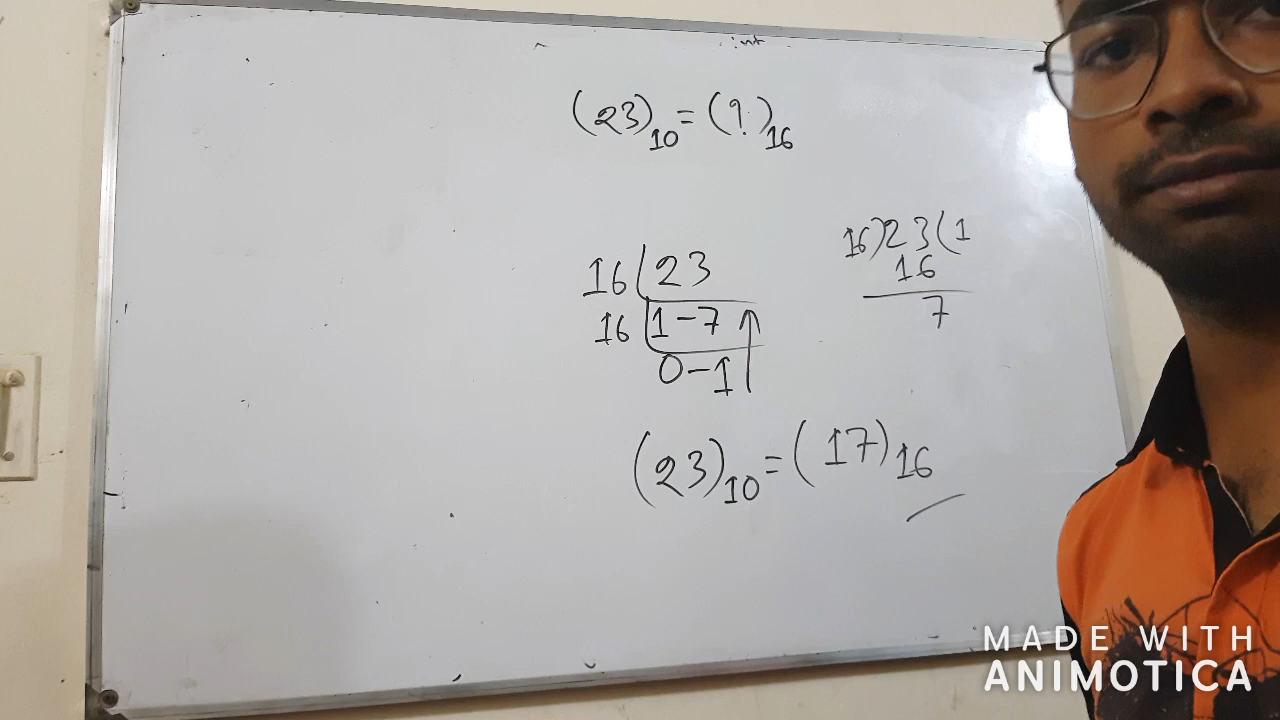 (23)10 = (?)16
16 23
16 1 - 7
0 - 1
16)23(1
16
7
(23)10 = (17)16
MADE WITH
ANIMOTICA